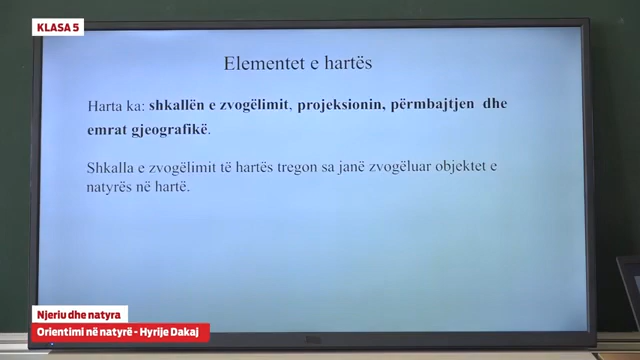 KLASA 5
Elementet e hartës
Harta ka: shkallën e zvogëlimit, projeksionin, përmbajtjen dhe
emrat gjeografikë.
Shkalla e zvogëlimit të hartës tregon sa janë zvogëluar objektet e
natyrës në hartë.
Njeriu dhe natyra
Orientimi në natyrë - Hyrije Dakaj